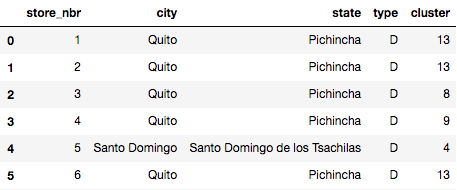 store_nbr city state type cluster
0 1 Quito Pichincha D 13
1 2 Quito Pichincha D 13
2 3 Quito Pichincha D 8
3 4 Quito Pichincha D 9
4 5 Santo Domingo Santo Domingo de los Tsachilas D 4
5 6 Quito Pichincha D 13